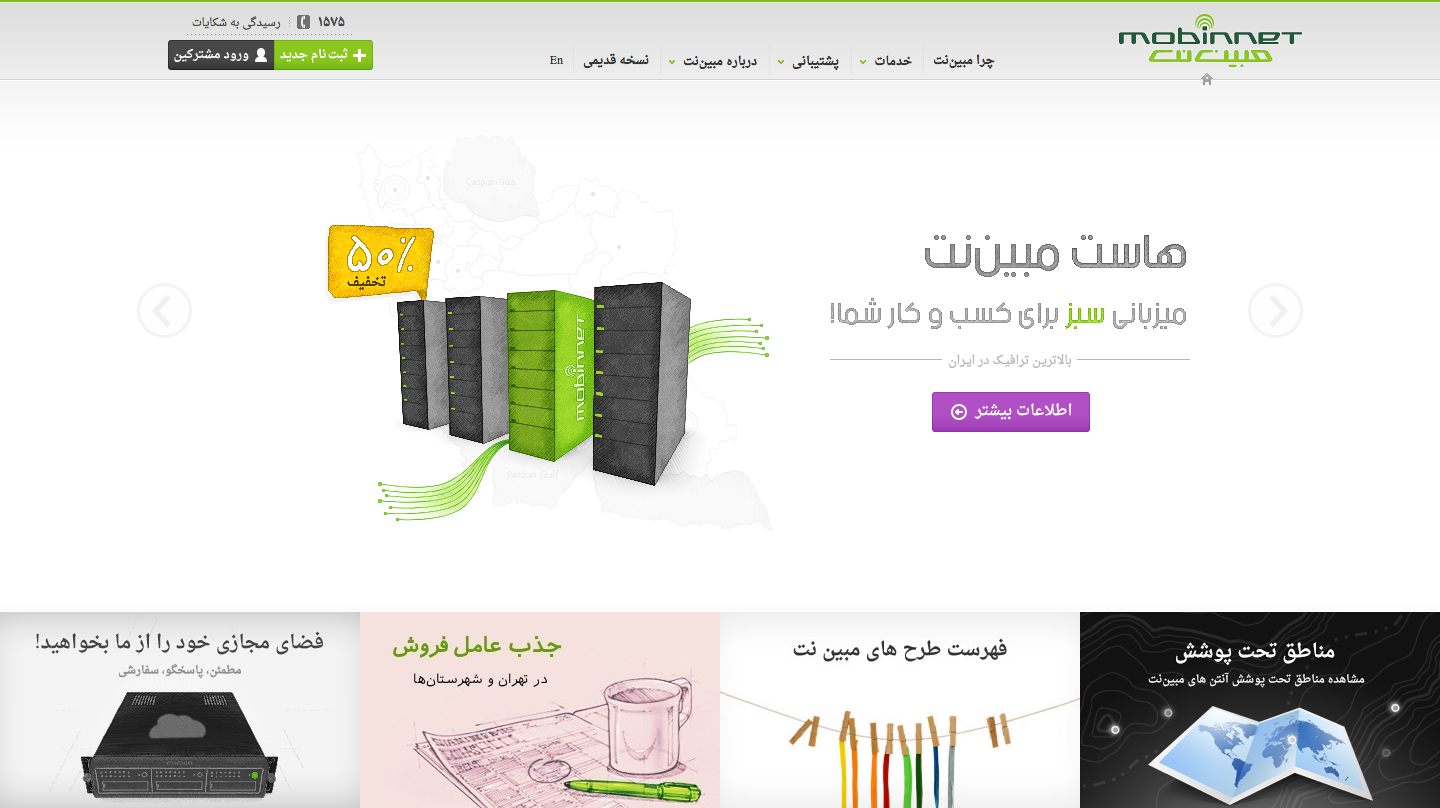 mobinnet
مبین نت
چرا مبین‌نت
خدمات
پشتیبانی
درباره مبین‌نت
نسخه قدیمی
En
۱۵۷۵
رسیدگی به شکایات
ثبت نام جدید
ورود مشترکین
Caspian Sea
۵۰٪
تخفیف
mobinnet
Persian Gulf
هاست مبین‌نت
میزبانی سبز برای کسب و کار شما!
بالاترین ترافیک در ایران
اطلاعات بیشتر
مناطق تحت پوشش
مشاهده مناطق تحت پوشش آنتن های مبین‌نت
فهرست طرح های مبین نت
جذب عامل فروش
در تهران و شهرستان‌ها
فضای مجازی خود را از ما بخواهید!
مطمئن، پاسخگو، سفارشی